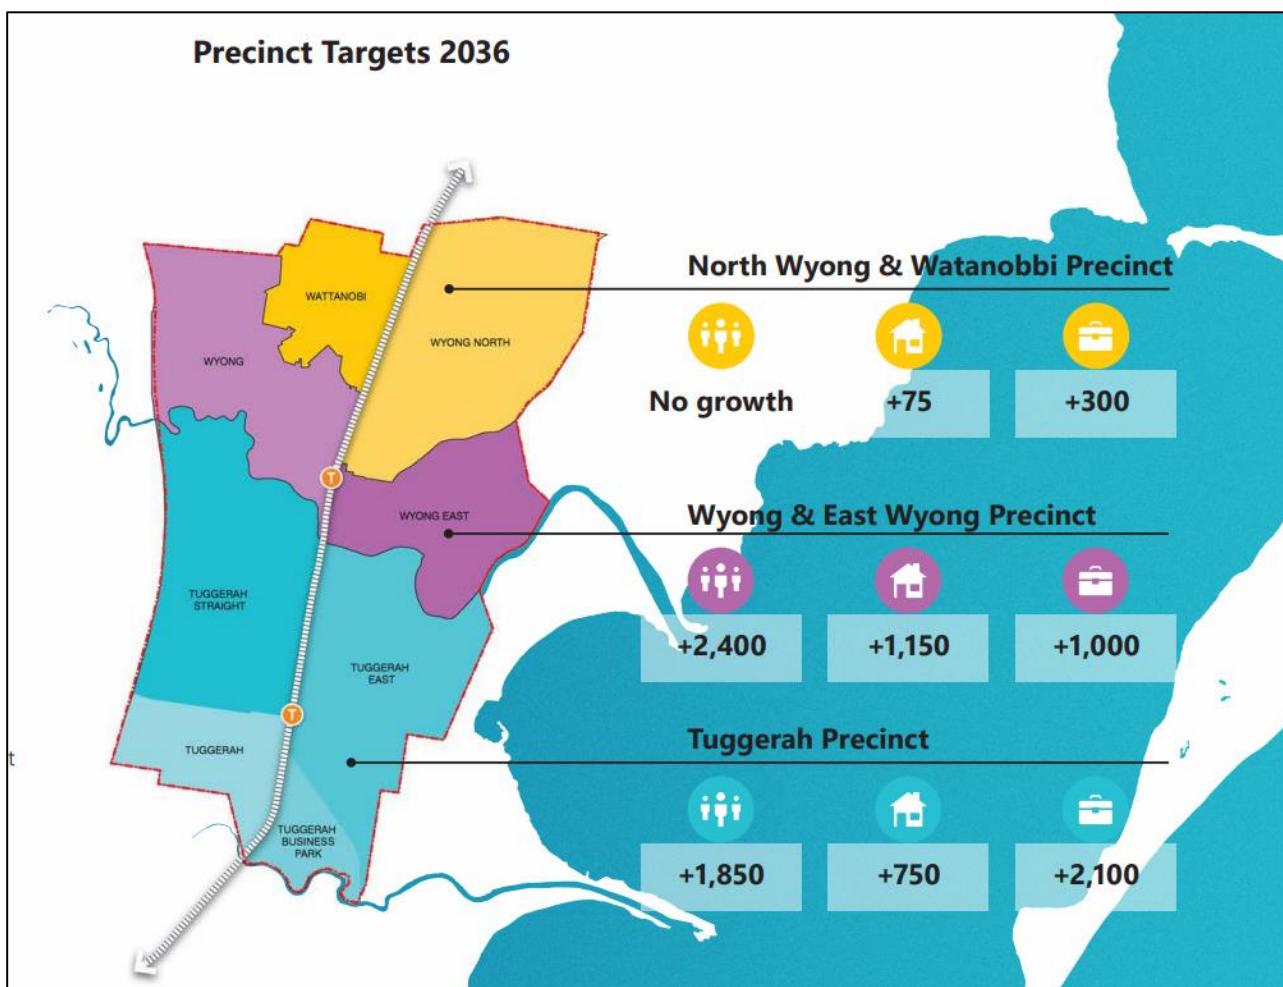 Precinct Targets 2036
North Wyong & Watanobbi Precinct
No growth
+75
+300
Wyong & East Wyong Precinct
+2,400
+1,150
+1,000
Tuggerah Precinct
+1,850
+750
+2,100
WATTANOBI
WYONG
WYONG NORTH
T
WYONG EAST
TUGGERAH
STRAIGHT
TUGGERAH
EAST
T
TUGGERAH
TUGGERAH
BUSINESS
PARK
t